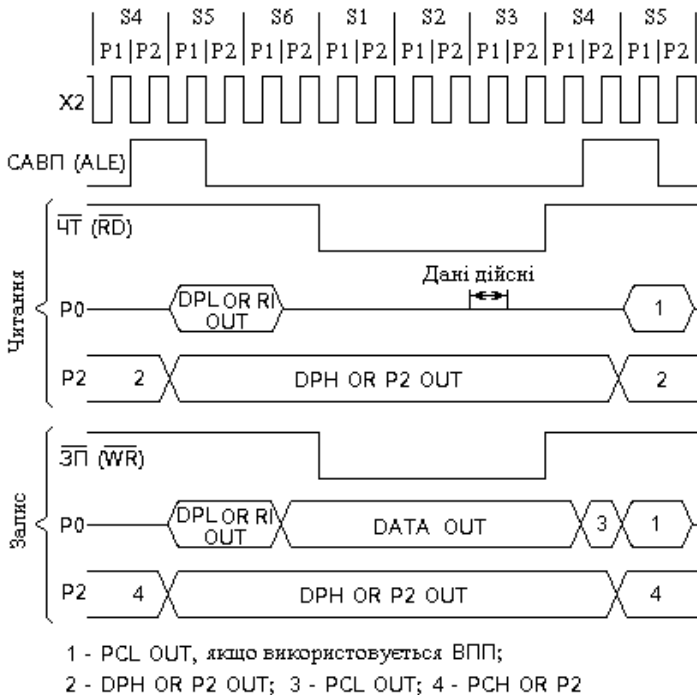 S4 S5 S6 S1 S2 S3 S4 S5
P1 P2 P1 P2 P1 P2 P1 P2 P1 P2 P1 P2 P1 P2 P1 P2
X2
САВП (ALE)
ЧТ (RD)
Читання
Дані дійсні
P0
DPL OR RI
OUT
1
P2 2 DPH OR P2 OUT 2
ЗП (WR)
Запис
P0
DPL OR RI
OUT
DATA OUT 3 1
P2 4 DPH OR P2 OUT 4
1 - PCL OUT, якщо використовується ВПП;
2 - DPH OR P2 OUT; 3 - PCL OUT; 4 - PCH OR P2